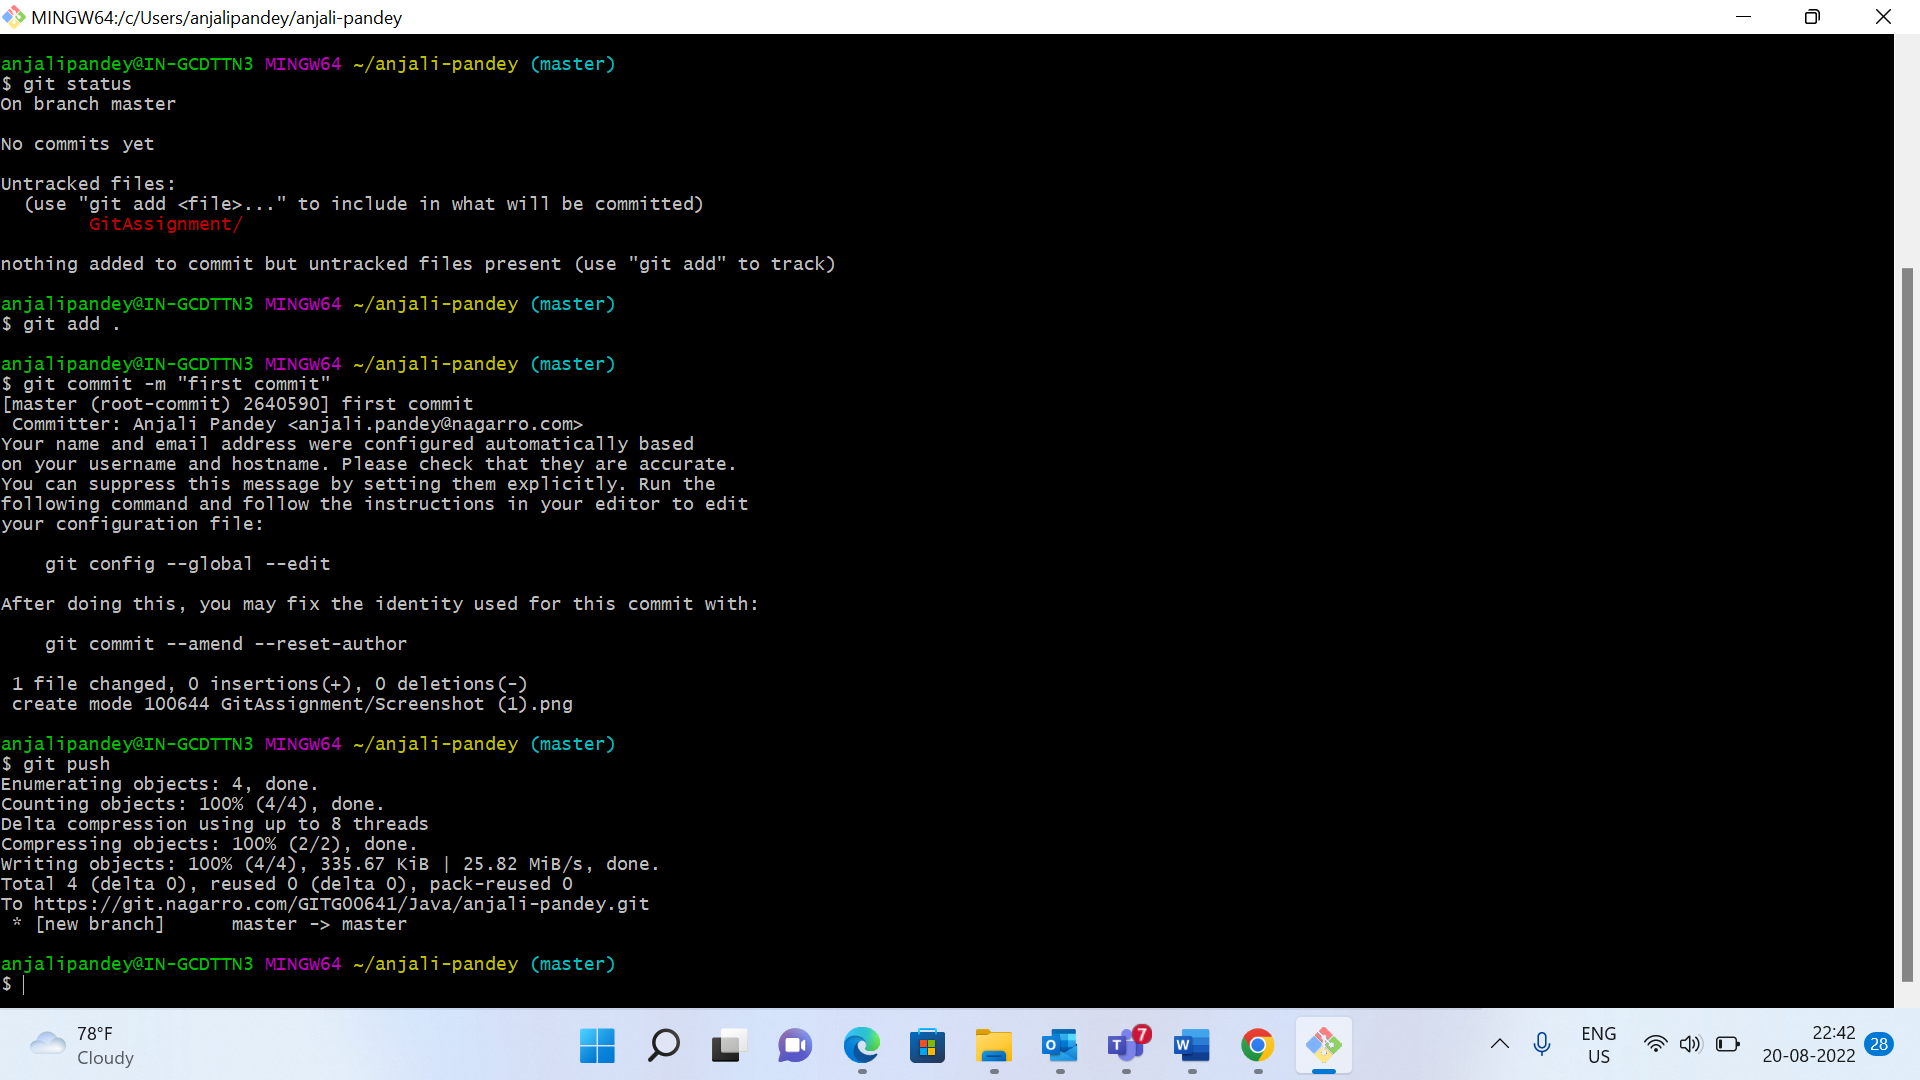 MINGW64:/c/Users/anjalipandey/anjali-pandey
anjalipandey@IN-GCDTTN3 MINGW64 ~/anjali-pandey (master)
$ git status
On branch master
No commits yet
Untracked files:
  (use "git add <file>..." to include in what will be committed)
        GitAssignment/
nothing added to commit but untracked files present (use "git add" to track)
anjalipandey@IN-GCDTTN3 MINGW64 ~/anjali-pandey (master)
$ git add .
anjalipandey@IN-GCDTTN3 MINGW64 ~/anjali-pandey (master)
$ git commit -m "first commit"
[master (root-commit) 2640590] first commit
 Committer: Anjali Pandey <anjali.pandey@nagarro.com>
Your name and email address were configured automatically based
on your username and hostname. Please check that they are accurate.
You can suppress this message by setting them explicitly. Run the
following command and follow the instructions in your editor to edit
your configuration file:
    git config --global --edit
After doing this, you may fix the identity used for this commit with:
    git commit --amend --reset-author
 1 file changed, 0 insertions(+), 0 deletions(-)
 create mode 100644 GitAssignment/Screenshot (1).png
anjalipandey@IN-GCDTTN3 MINGW64 ~/anjali-pandey (master)
$ git push
Enumerating objects: 4, done.
Counting objects: 100% (4/4), done.
Delta compression using up to 8 threads
Compressing objects: 100% (2/2), done.
Writing objects: 100% (4/4), 335.67 KiB | 25.82 MiB/s, done.
Total 4 (delta 0), reused 0 (delta 0), pack-reused 0
To https://git.nagarro.com/GITG00641/Java/anjali-pandey.git
 * [new branch]      master -> master
anjalipandey@IN-GCDTTN3 MINGW64 ~/anjali-pandey (master)
$
78°F
Cloudy
7
ENG
US
22:42
20-08-2022
28